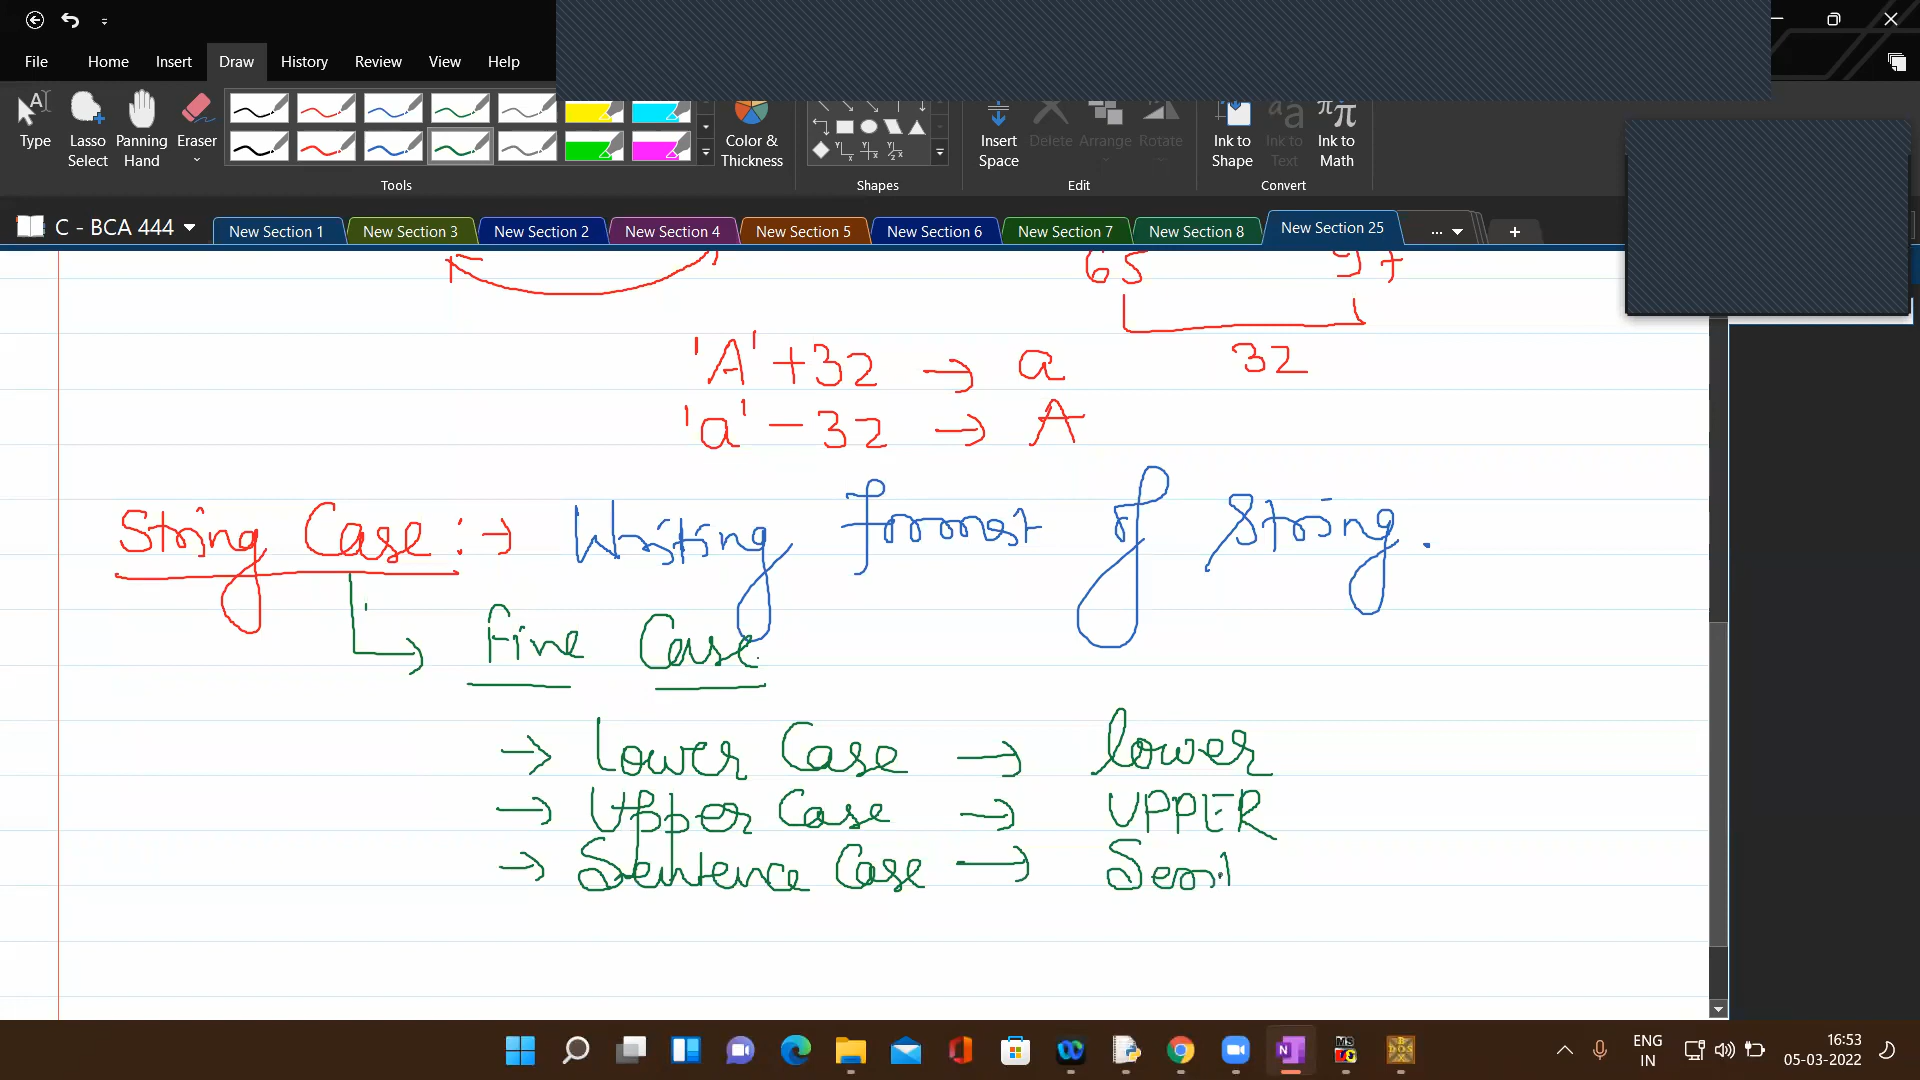 File Home Insert Draw History Review View Help
Type Lasso Select Panning Hand Eraser Color & Thickness Insert Space Delete Arrange Rotate Ink to Shape Ink to Text Ink to Math
Tools Shapes Edit Convert
C - BCA 444 New Section 1 New Section 3 New Section 2 New Section 4 New Section 5 New Section 6 New Section 7 New Section 8 New Section 25 ... +
65 97
'A' + 32 → a 32
'a' - 32 → A
String Case :→ Writing format of String.
Five Case
→ Lower Case → lower
→ Upper Case → UPPER
→ Sentence Case → Sent
ENG IN 16:53 05-03-2022